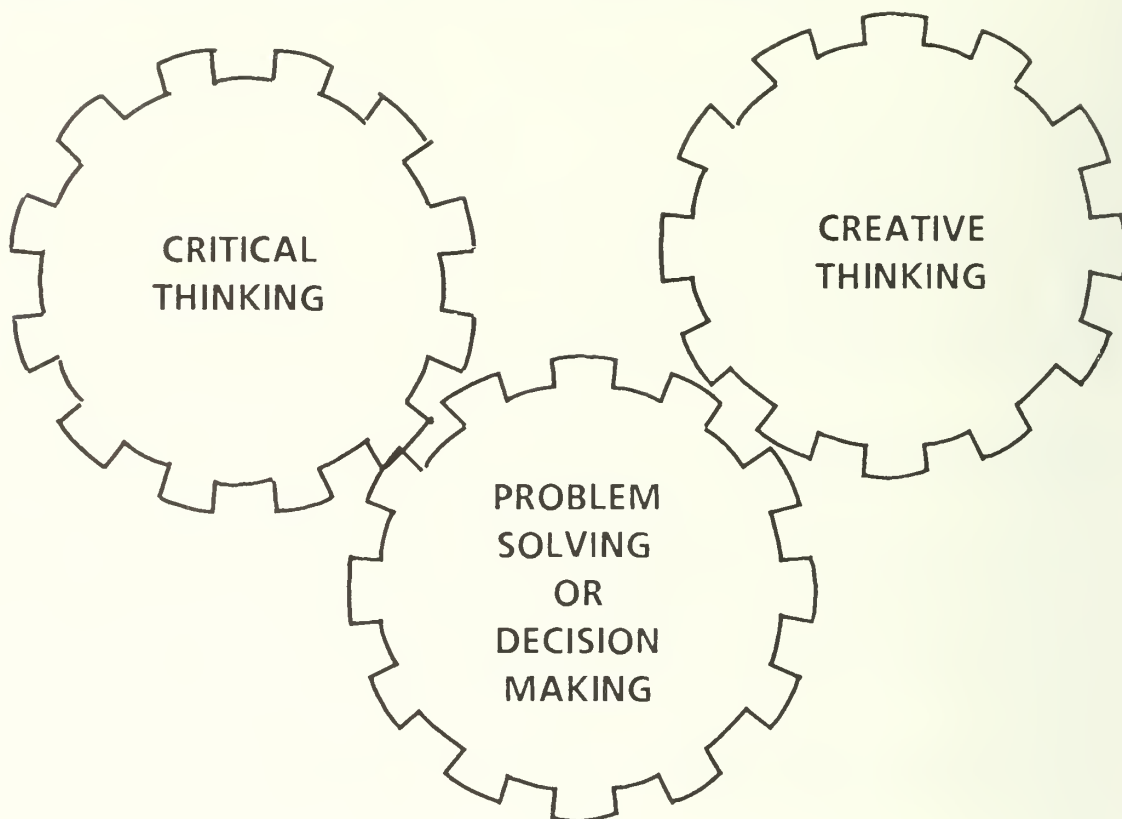 CRITICAL
THINKING
CREATIVE
THINKING
PROBLEM
SOLVING
OR
DECISION
MAKING